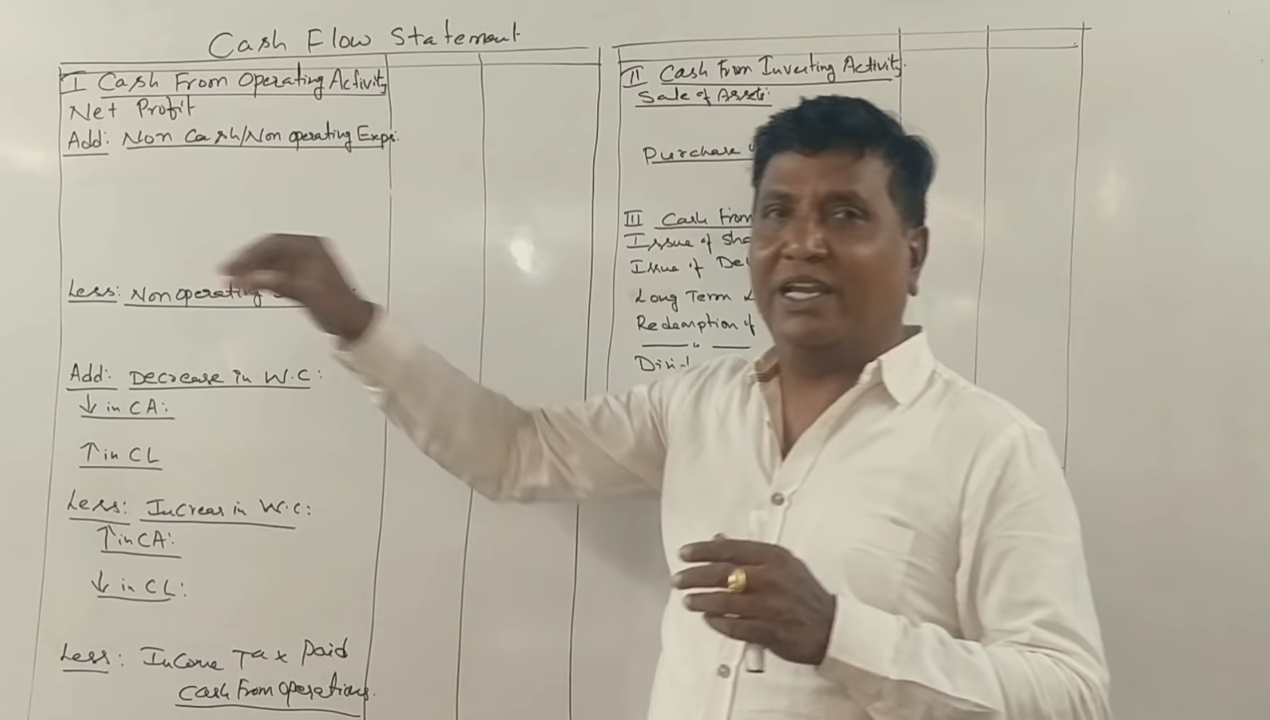 Cash Flow Statement
I Cash From Operating Activity
Net Profit
Add: Non Cash/Non operating Exps:
Less: Non operating
Add: Decrease in W.C:
↓ in CA:
↑ in CL
Less: Increas in W.C:
↑ in CA:
↓ in CL:
Less: Income Tax Paid
Cash From operations
II Cash From Investing Activity
Sale of Assets:
Purchase
III Cash From
Issue of
Issue of
Long Term
Redemption of